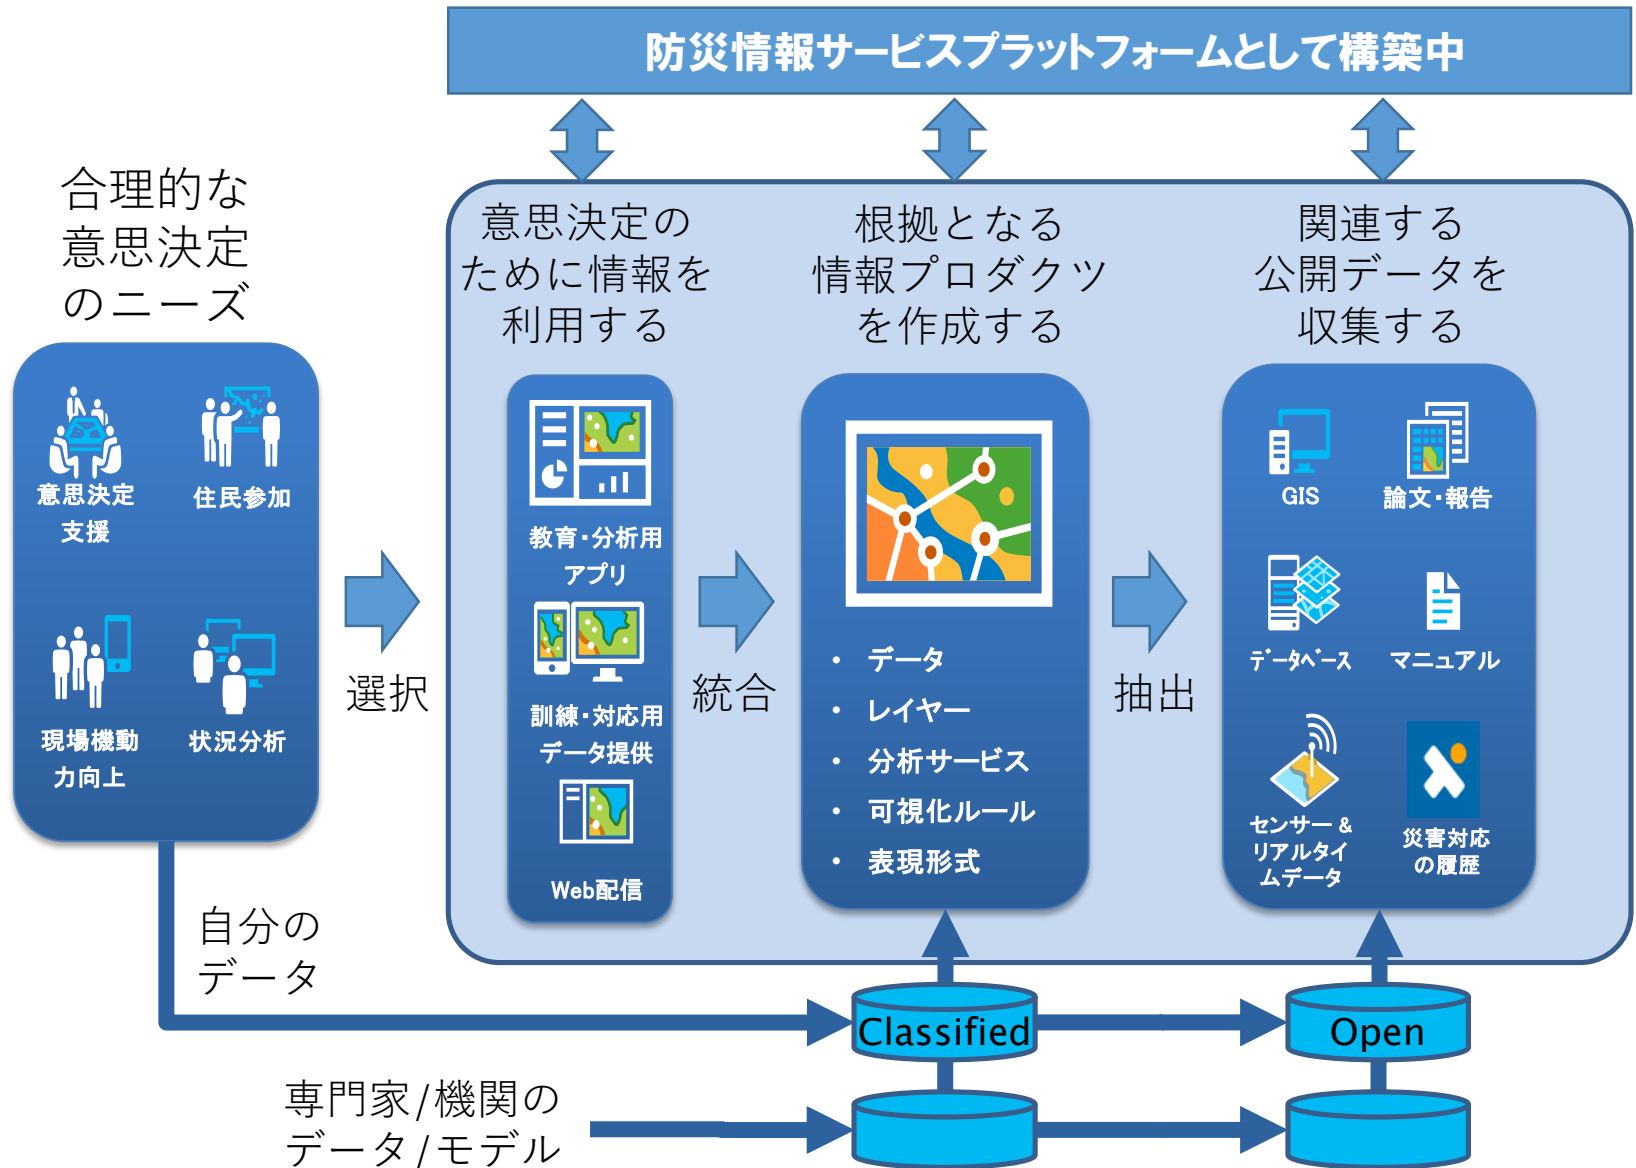 防災情報サービスプラットフォームとして構築中
合理的な
意思決定
のニーズ
意思決定
支援
住民参加
現場機動
力向上
状況分析
選択
意思決定の
ために情報を
利用する
教育・分析用
アプリ
訓練・対応用
データ提供
Web配信
統合
根拠となる
情報プロダクツ
を作成する
・ データ
・ レイヤー
・ 分析サービス
・ 可視化ルール
・ 表現形式
抽出
関連する
公開データを
収集する
GIS
論文・報告
データベース
マニュアル
センサー &
リアルタイ
ムデータ
災害対応
の履歴
自分の
データ
Classified
Open
専門家/機関の
データ/モデル